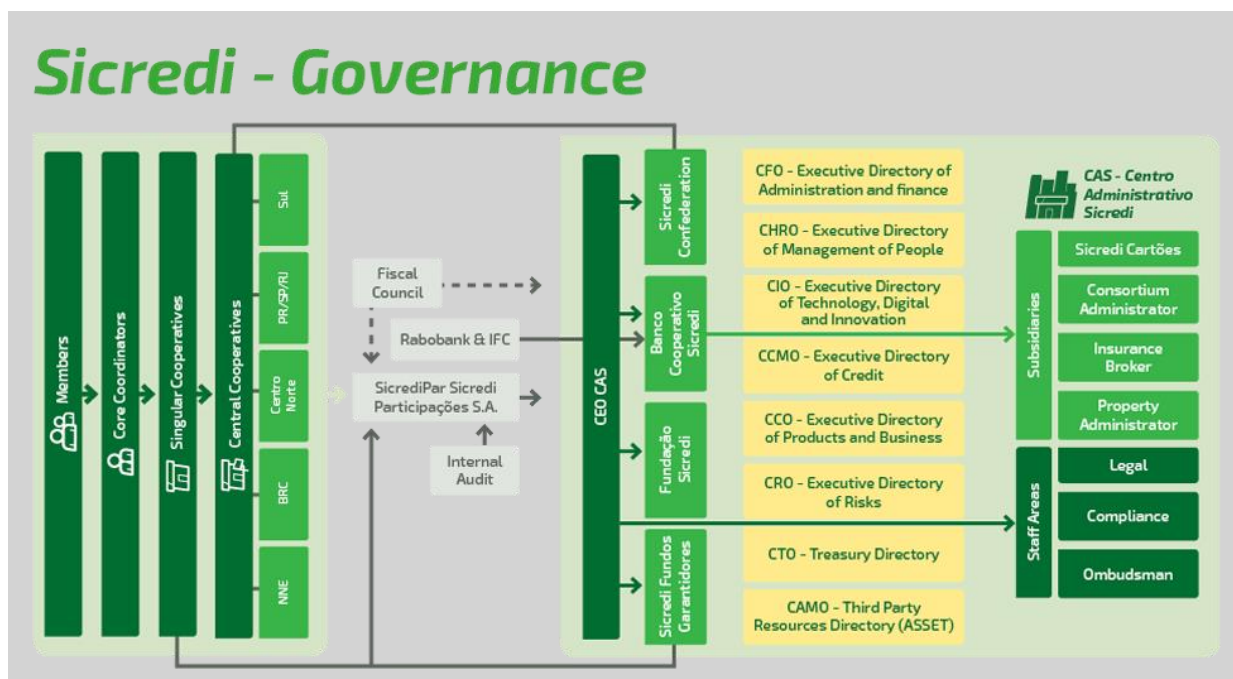 Sicredi - Governance
Members
Core Coordinators
Singular Cooperatives
Central Cooperatives
Sul
PR/SP/RJ
Centro
Norte
BRC
NNE
Fiscal
Council
Rabobank & IFC
SicrediPar Sicredi
Participações S.A.
Internal
Audit
CEO CAS
Sicredi
Confederation
Banco
Cooperativo
Sicredi
Fundação
Sicredi
Sicredi Fundos
Garantidores
CFO - Executive Directory of
Administration and finance
CHRO - Executive Directory
of Management of People
CIO - Executive Directory
of Technology, Digital
and Innovation
CCMO - Executive Directory
of Credit
CCO - Executive Directory
of Products and Business
CRO - Executive Directory
of Risks
CTO - Treasury Directory
CAMO - Third Party
Resources Directory (ASSET)
CAS - Centro
Administrativo
Sicredi
Subsidiaries
Sicredi Cartões
Consortium
Administrator
Insurance
Broker
Property
Administrator
Staff Areas
Legal
Compliance
Ombudsman